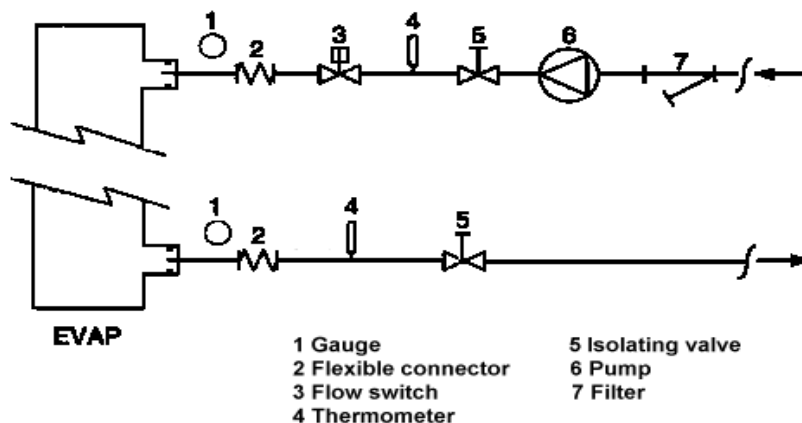 1 2 3 4 5 6 7
1 2 4 5
EVAP
1 Gauge
2 Flexible connector
3 Flow switch
4 Thermometer
5 Isolating valve
6 Pump
7 Filter